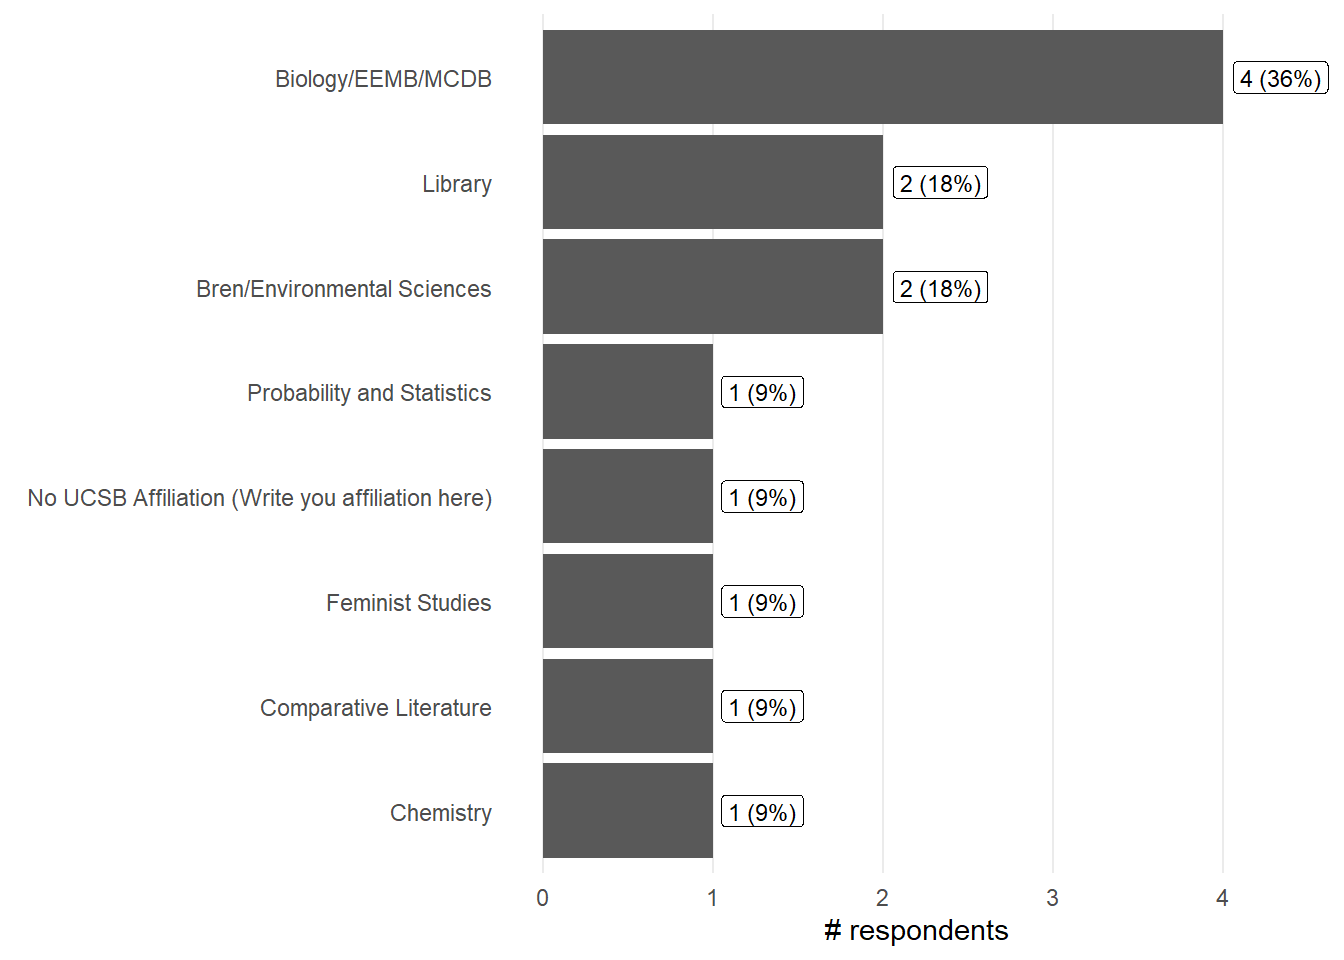 Biology/EEMB/MCDB
4 (36%)
Library
2 (18%)
Bren/Environmental Sciences
2 (18%)
Probability and Statistics
1 (9%)
No UCSB Affiliation (Write you affiliation here)
1 (9%)
Feminist Studies
1 (9%)
Comparative Literature
1 (9%)
Chemistry
1 (9%)
0 1 2 3 4
# respondents